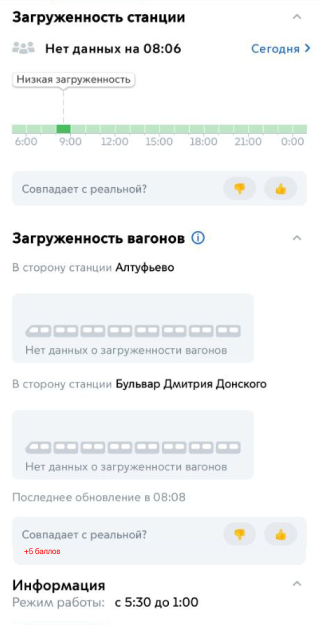 Загруженность станции
Нет данных на 08:06
Сегодня
Низкая загруженность
6:00 9:00 12:00 15:00 18:00 21:00 0:00
Совпадает с реальной?
Загруженность вагонов
В сторону станции Алтуфьево
Нет данных о загруженности вагонов
В сторону станции Бульвар Дмитрия Донского
Нет данных о загруженности вагонов
Последнее обновление в 08:08
Совпадает с реальной?
+5 баллов
Информация
Режим работы: с 5:30 до 1:00